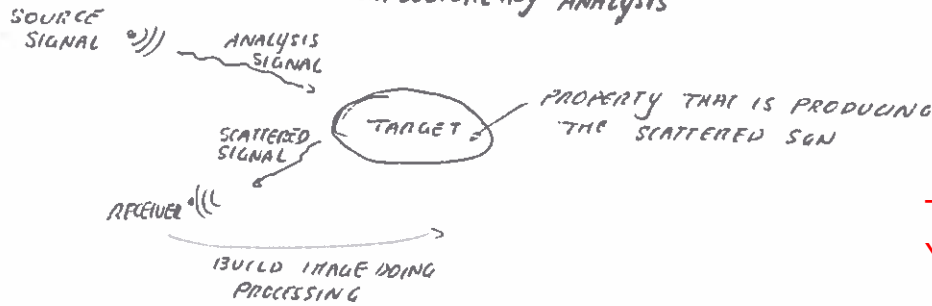 ANALYSIS
SOURCE
SIGNAL
ANALYSIS
SIGNAL
TARGET
PROPERTY THAT IS PRODUCING
THE SCATTERED SGN
SCATTERED
SIGNAL
RECEIVER
BUILD IMAGE DOING
PROCESSING